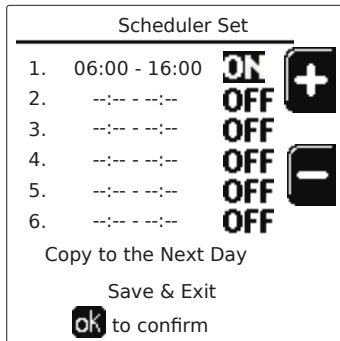 Scheduler Set
1. 06:00 - 16:00 ON +
2. --:-- - --:-- OFF
3. --:-- - --:-- OFF
4. --:-- - --:-- OFF -
5. --:-- - --:-- OFF
6. --:-- - --:-- OFF
Copy to the Next Day
Save & Exit
ok to confirm